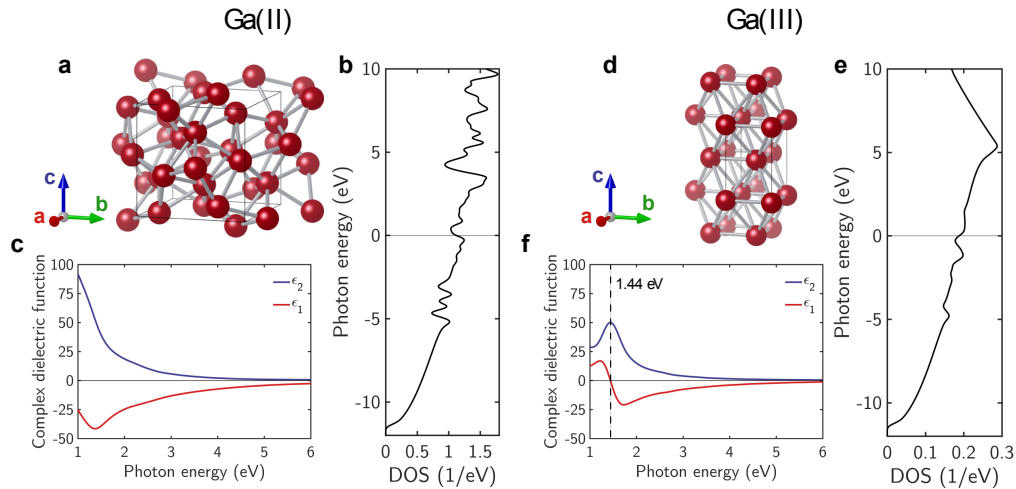 Ga(II)
Ga(III)
a
c
b
a
b
10
5
0
-5
-10
Photon energy (eV)
0
0.5
1
1.5
DOS (1/eV)
c
100
75
50
25
0
-25
-50
Complex dielectric function
ϵ2
ϵ1
1
2
3
4
5
6
Photon energy (eV)
d
c
b
a
e
10
5
0
-5
-10
Photon energy (eV)
0
0.1
0.2
0.3
DOS (1/eV)
f
100
75
50
25
0
-25
-50
Complex dielectric function
1.44 eV
ϵ2
ϵ1
1
2
3
4
5
6
Photon energy (eV)